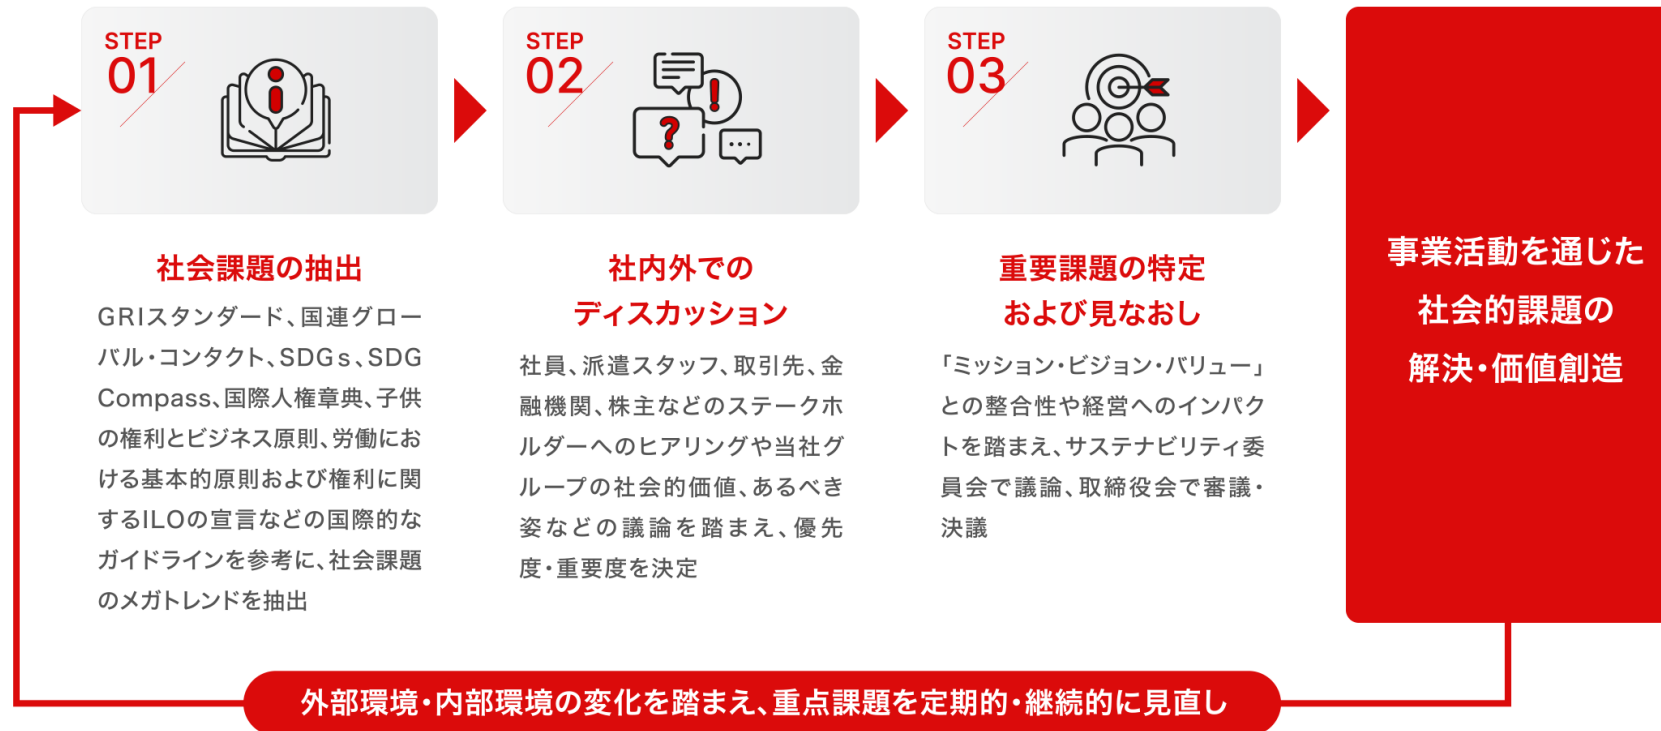 STEP
01
社会課題の抽出
GRIスタンダード、国連グロー
バル・コンタクト、SDGs、SDG
Compass、国際人権章典、子供
の権利とビジネス原則、労働にお
ける基本的原則および権利に関
するILOの宣言などの国際的な
ガイドラインを参考に、社会課題
のメガトレンドを抽出
STEP
02
社内外での
ディスカッション
社員、派遣スタッフ、取引先、金
融機関、株主などのステークホ
ルダーへのヒアリングや当社グ
ループの社会的価値、あるべき
姿などの議論を踏まえ、優先
度・重要度を決定
STEP
03
重要課題の特定
および見なおし
「ミッション・ビジョン・バリュー」
との整合性や経営へのインパク
トを踏まえ、サステナビリティ委
員会で議論、取締役会で審議・
決議
事業活動を通じた
社会的課題の
解決・価値創造
外部環境・内部環境の変化を踏まえ、重点課題を定期的・継続的に見直し